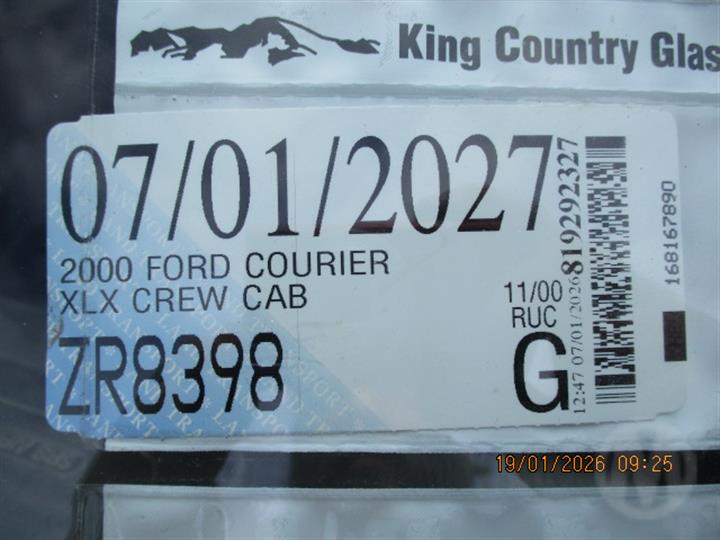 King Country Glas
07/01/2027
2000 FORD COURIER
XLX CREW CAB
ZR8398
11/00
RUC
G
12:47 07/01/2026 819292327
168167890
19/01/2026 09:25